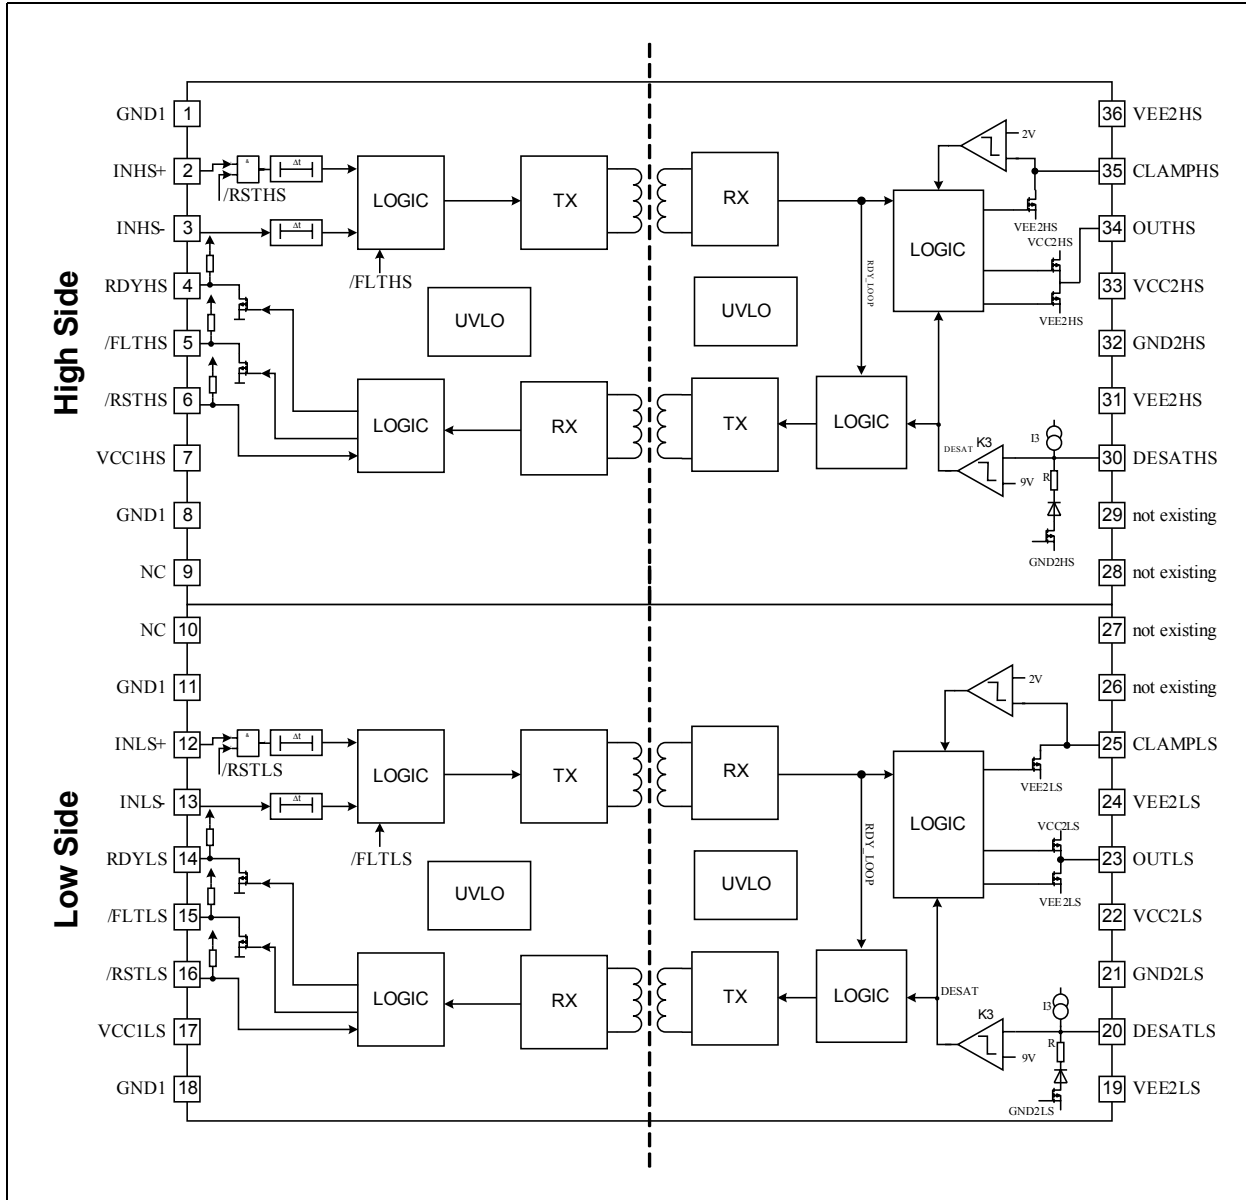 High Side
GND1 1
INHS+ 2
/RSTHS
INHS- 3
RDYHS 4
/FLTHS 5
/RSTHS 6
VCC1HS 7
GND1 8
NC 9
&
Δt
Δt
LOGIC
/FLTHS
TX
UVLO
LOGIC
RX
RX
UVLO
TX
RDY_LOOP
LOGIC
LOGIC
2V
VEE2HS
VCC2HS
VEE2HS
DESAT
K3
9V
I3
R
GND2HS
36 VEE2HS
35 CLAMPHS
34 OUTHS
33 VCC2HS
32 GND2HS
31 VEE2HS
30 DESATHS
29 not existing
28 not existing
Low Side
NC 10
GND1 11
INLS+ 12
/RSTLS
INLS- 13
RDYLS 14
/FLTLS 15
/RSTLS 16
VCC1LS 17
GND1 18
&
Δt
Δt
LOGIC
/FLTLS
TX
UVLO
LOGIC
RX
RX
UVLO
TX
RDY_LOOP
LOGIC
LOGIC
2V
VEE2LS
VCC2LS
VEE2LS
DESAT
K3
9V
I3
R
GND2LS
27 not existing
26 not existing
25 CLAMPLS
24 VEE2LS
23 OUTLS
22 VCC2LS
21 GND2LS
20 DESATLS
19 VEE2LS